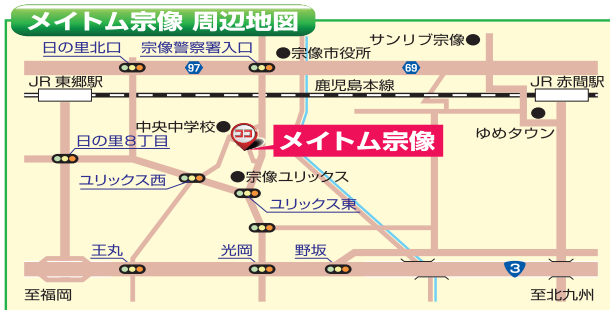 メイトム宗像 周辺地図
サンリブ宗像
日の里北口
宗像警察署入口
宗像市役所
97
69
JR 東郷駅
鹿児島本線
JR 赤間駅
中央中学校
ココ
メイトム宗像
ゆめタウン
日の里8丁目
ユリックス西
宗像ユリックス
ユリックス東
王丸
光岡
野坂
3
至福岡
至北九州